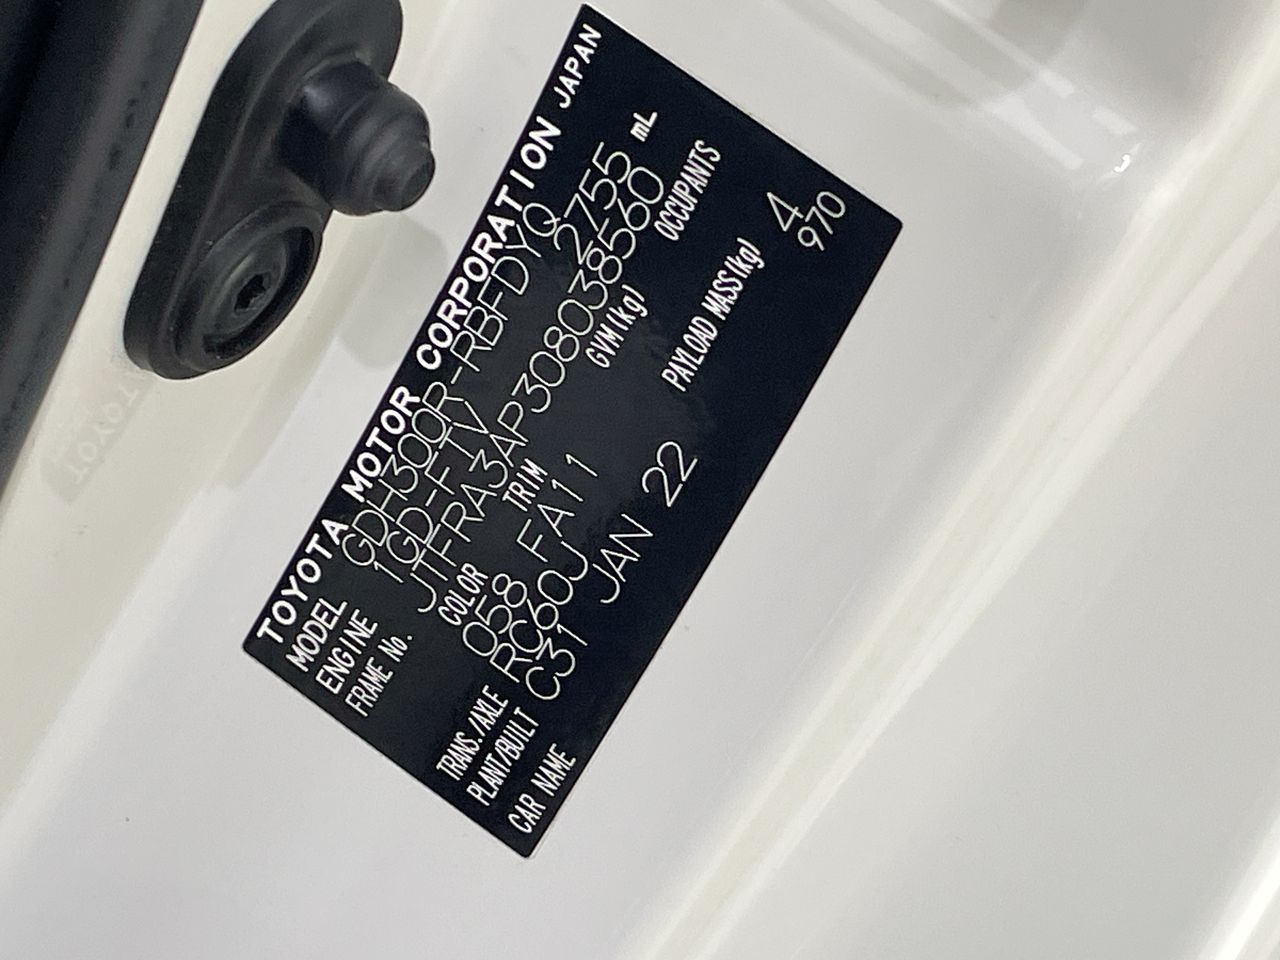 TOYOTA MOTOR CORPORATION JAPAN
MODEL GDH300R-RBFDYQ
ENGINE 1GD-FTV 2755 mL
FRAME No. JTFRA3AP308038560
COLOR TRIM GVM(kg) OCCUPANTS
058 FA11 4
TRANS./AXLE RC60J PAYLOAD MASS(kg) 970
PLANT/BUILT C31 JAN 22
CAR NAME
TOYOT